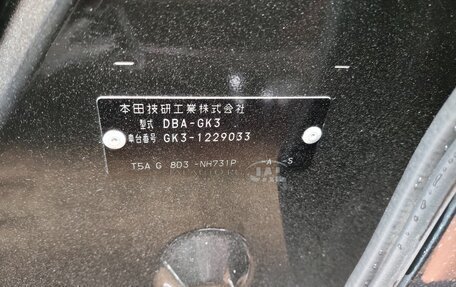 本田技研工業株式会社
型式 DBA-GK3
車台番号 GK3-1229033
T5A G 8D3 -NH731P -A -S